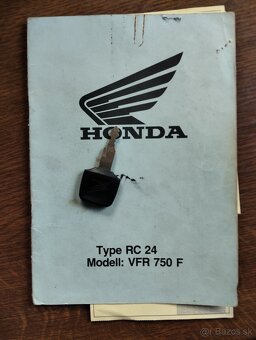 HONDA
Type RC 24
Modell: VFR 750 F
Bazos.sk